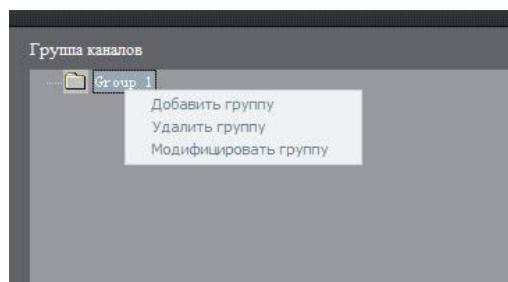 Группа каналов
Group 1
Добавить группу
Удалить группу
Модифицировать группу